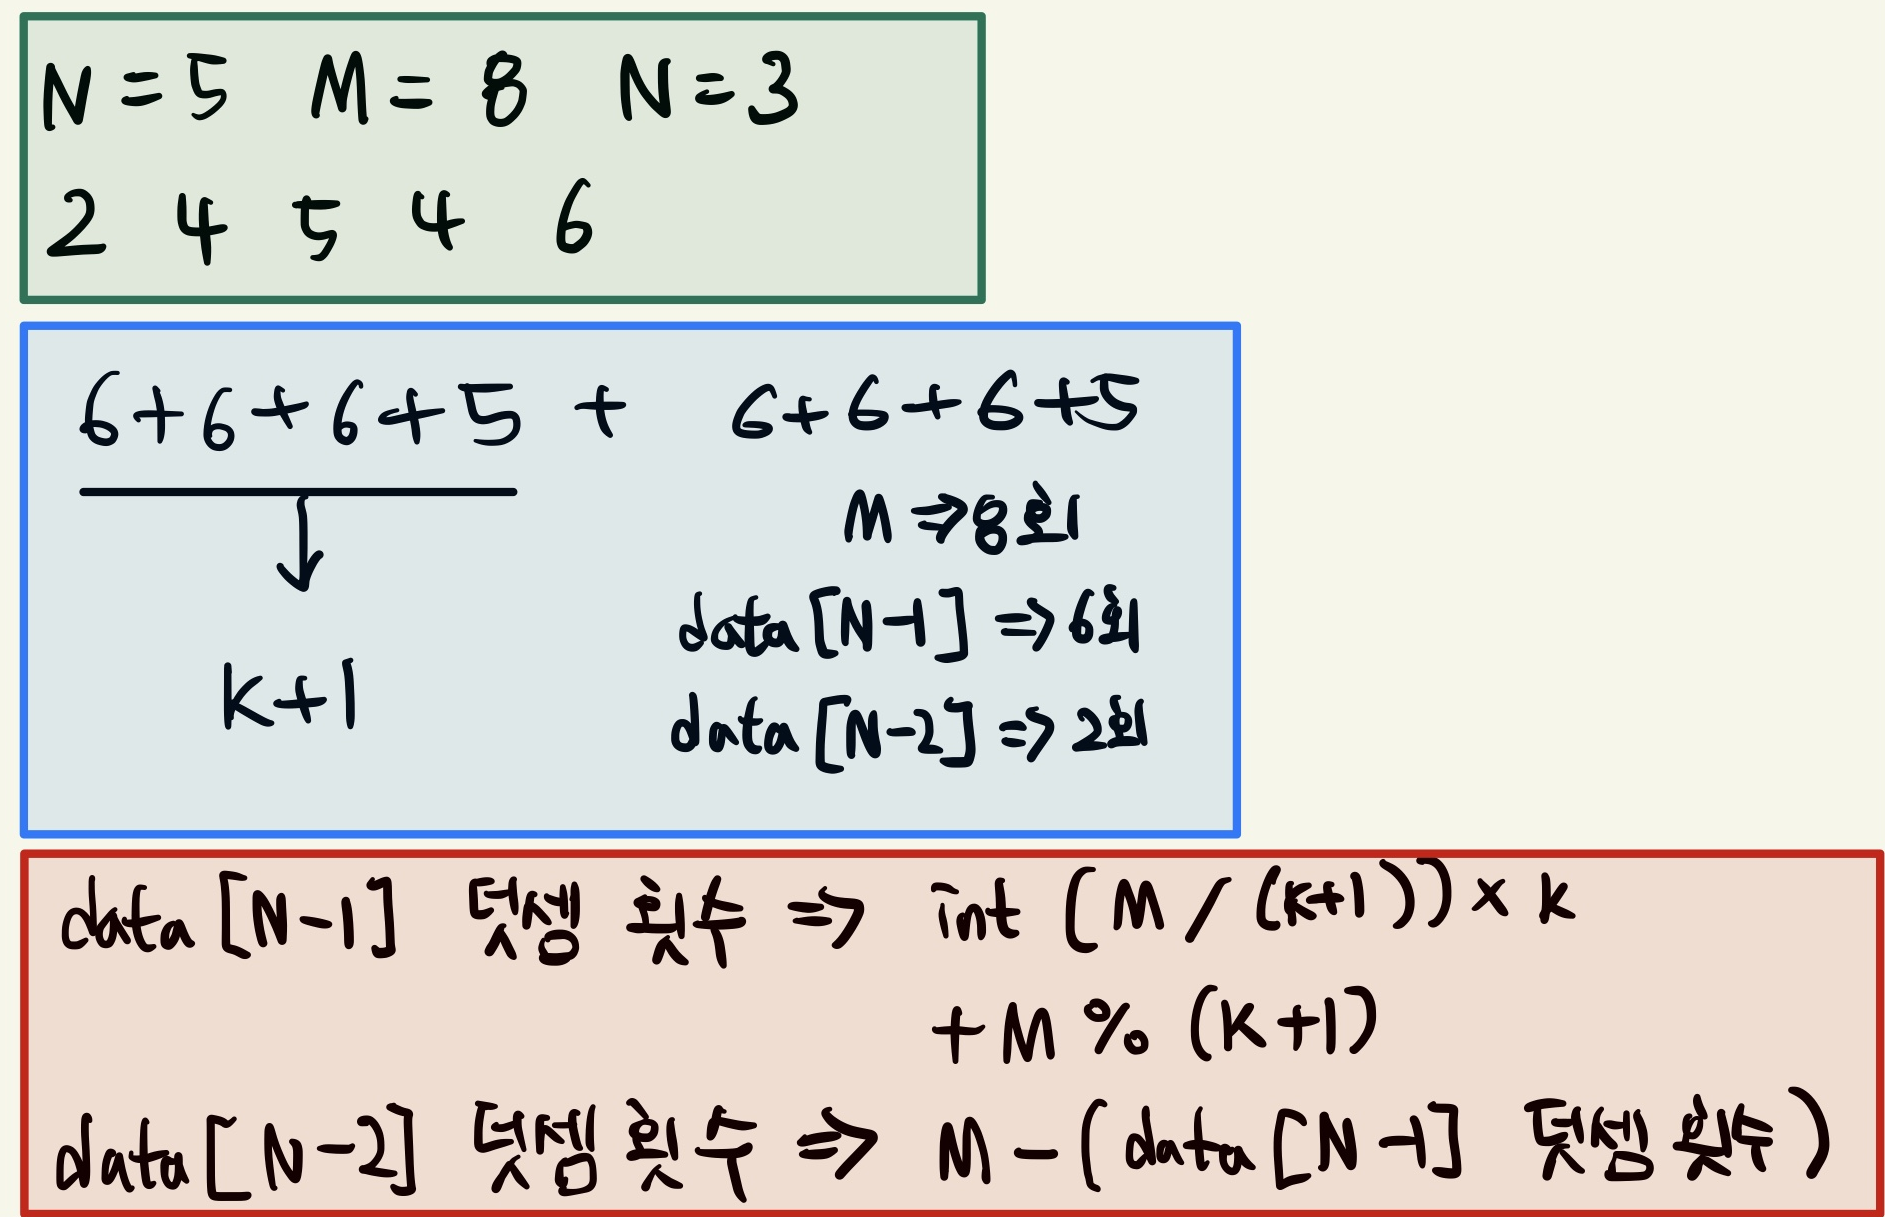 N=5 M=8 N=3
2 4 5 4 6
6+6+6+5 + 6+6+6+5
M⇒8회
data[N-1]⇒6회
K+1
data[N-2]⇒2회
data[N-1] 덧셈 횟수 ⇒ int(M/(k+1))×k
+M%(K+1)
data[N-2] 덧셈 횟수 ⇒ M-(data[N-1] 덧셈 횟수)